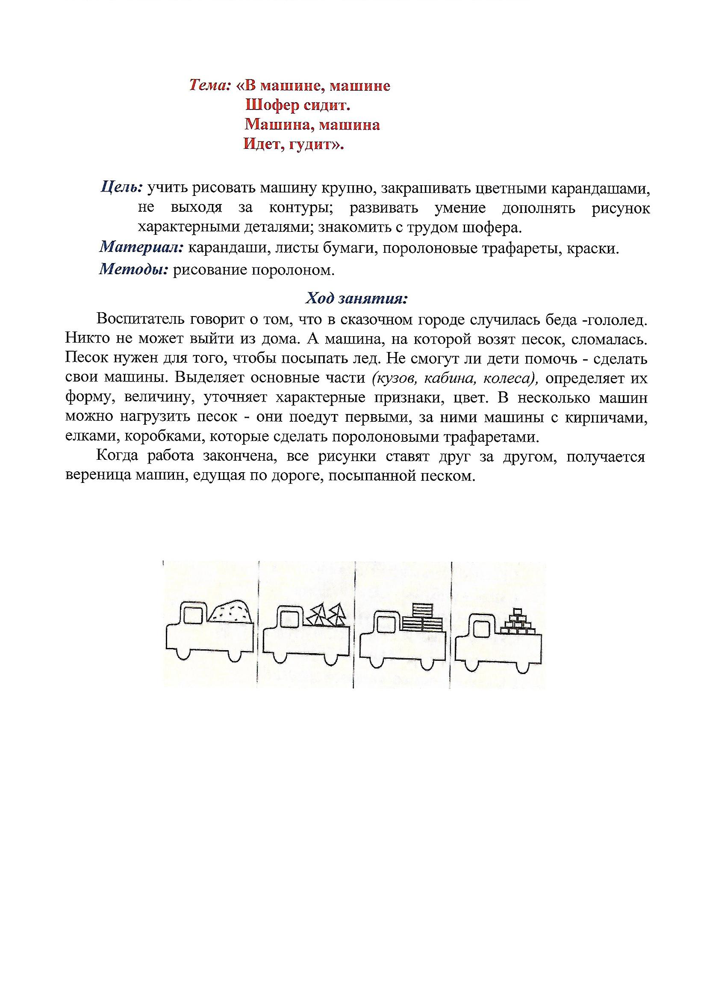 Тема: «В машине, машине
Шофер сидит.
Машина, машина
Идет, гудит».
Цель: учить рисовать машину крупно, закрашивать цветными карандашами,
не выходя за контуры; развивать умение дополнять рисунок
характерными деталями; знакомить с трудом шофера.
Материал: карандаши, листы бумаги, поролоновые трафареты, краски.
Методы: рисование поролоном.
Ход занятия:
Воспитатель говорит о том, что в сказочном городе случилась беда -гололед.
Никто не может выйти из дома. А машина, на которой возят песок, сломалась.
Песок нужен для того, чтобы посыпать лед. Не смогут ли дети помочь - сделать
свои машины. Выделяет основные части (кузов, кабина, колеса), определяет их
форму, величину, уточняет характерные признаки, цвет. В несколько машин
можно нагрузить песок - они поедут первыми, за ними машины с кирпичами,
елками, коробками, которые сделать поролоновыми трафаретами.
Когда работа закончена, все рисунки ставят друг за другом, получается
вереница машин, едущая по дороге, посыпанной песком.